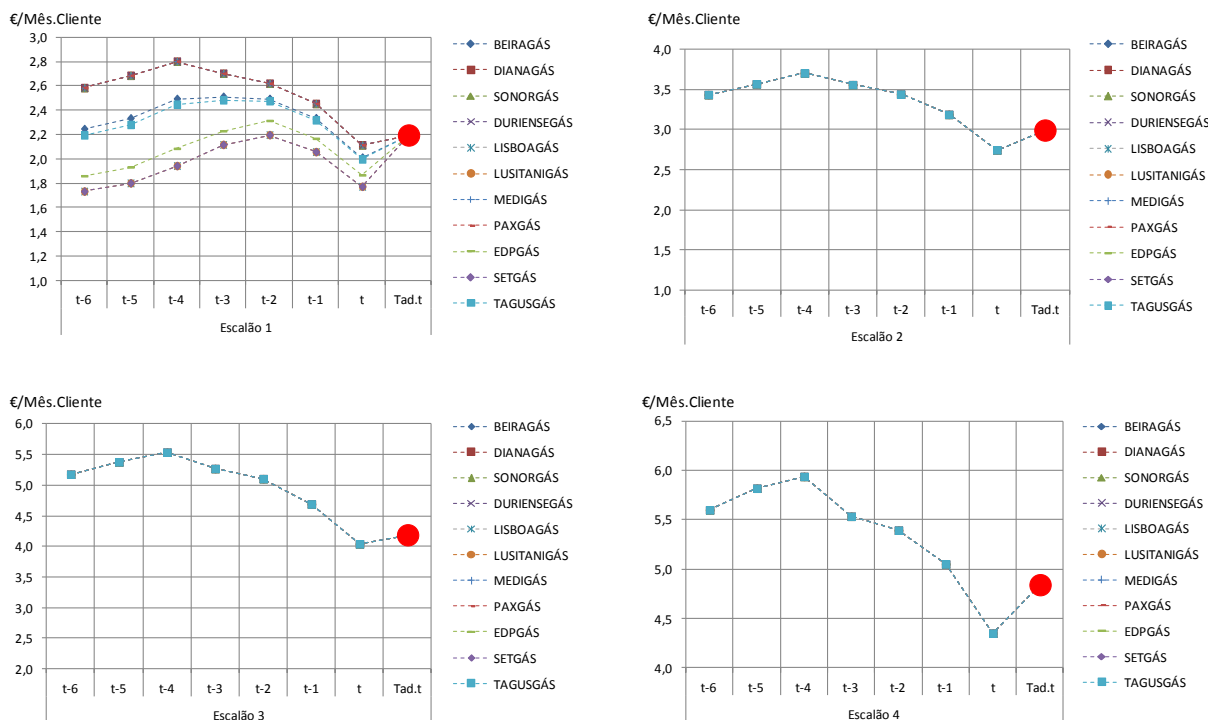 €/Mês.Cliente
3,0
2,8
2,6
2,4
2,2
2,0
1,8
1,6
1,4
1,2
1,0
t-6 t-5 t-4 t-3 t-2 t-1 t Tad.t
Escalão 1
BEIRAGÁS
DIANAGÁS
SONORGÁS
DURIENSEGÁS
LISBOAGÁS
LUSITANIGÁS
MEDIGÁS
PAXGÁS
EDPGÁS
SETGÁS
TAGUSGÁS
€/Mês.Cliente
4,0
3,5
3,0
2,5
2,0
1,5
1,0
t-6 t-5 t-4 t-3 t-2 t-1 t Tad.t
Escalão 2
BEIRAGÁS
DIANAGÁS
SONORGÁS
DURIENSEGÁS
LISBOAGÁS
LUSITANIGÁS
MEDIGÁS
PAXGÁS
EDPGÁS
SETGÁS
TAGUSGÁS
€/Mês.Cliente
6,0
5,5
5,0
4,5
4,0
3,5
3,0
2,5
2,0
t-6 t-5 t-4 t-3 t-2 t-1 t Tad.t
Escalão 3
BEIRAGÁS
DIANAGÁS
SONORGÁS
DURIENSEGÁS
LISBOAGÁS
LUSITANIGÁS
MEDIGÁS
PAXGÁS
EDPGÁS
SETGÁS
TAGUSGÁS
€/Mês.Cliente
6,5
6,0
5,5
5,0
4,5
4,0
t-6 t-5 t-4 t-3 t-2 t-1 t Tad.t
Escalão 4
BEIRAGÁS
DIANAGÁS
SONORGÁS
DURIENSEGÁS
LISBOAGÁS
LUSITANIGÁS
MEDIGÁS
PAXGÁS
EDPGÁS
SETGÁS
TAGUSGÁS